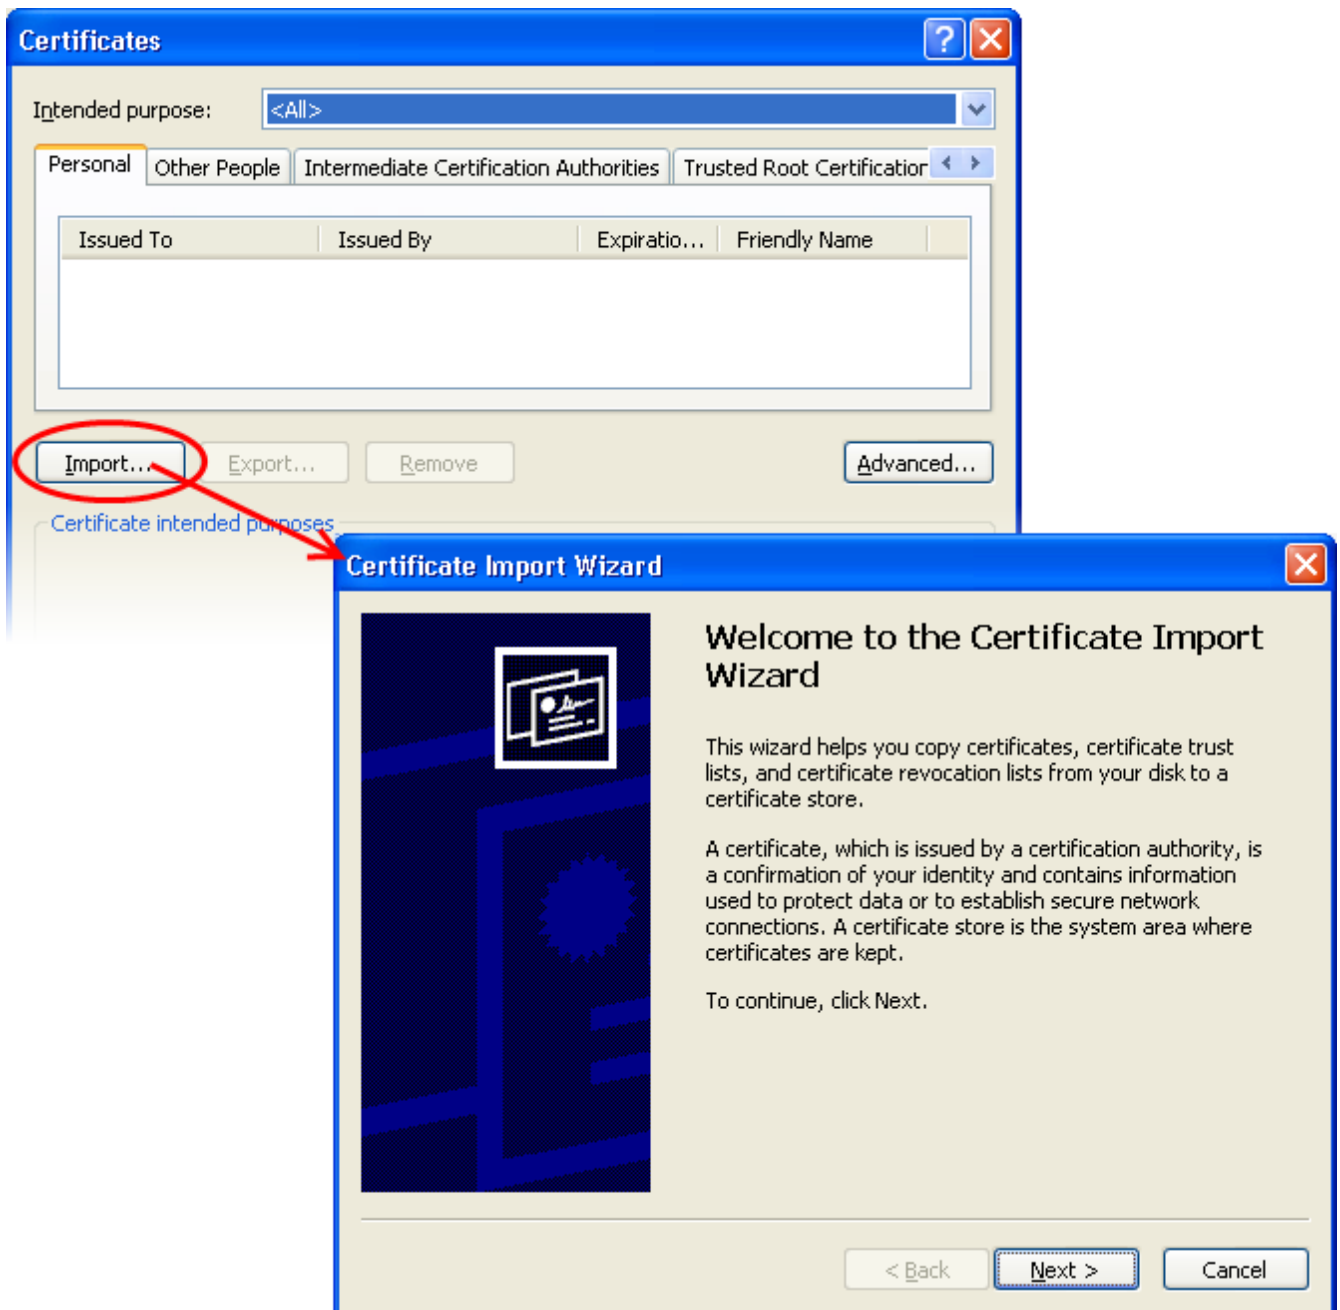 Certificates
Intended purpose: <All>
Personal Other People Intermediate Certification Authorities Trusted Root Certification
Issued To Issued By Expiratio... Friendly Name
Import... Export... Remove Advanced...
Certificate intended purposes
Certificate Import Wizard
Welcome to the Certificate Import
Wizard
This wizard helps you copy certificates, certificate trust
lists, and certificate revocation lists from your disk to a
certificate store.
A certificate, which is issued by a certification authority, is
a confirmation of your identity and contains information
used to protect data or to establish secure network
connections. A certificate store is the system area where
certificates are kept.
To continue, click Next.
< Back Next > Cancel